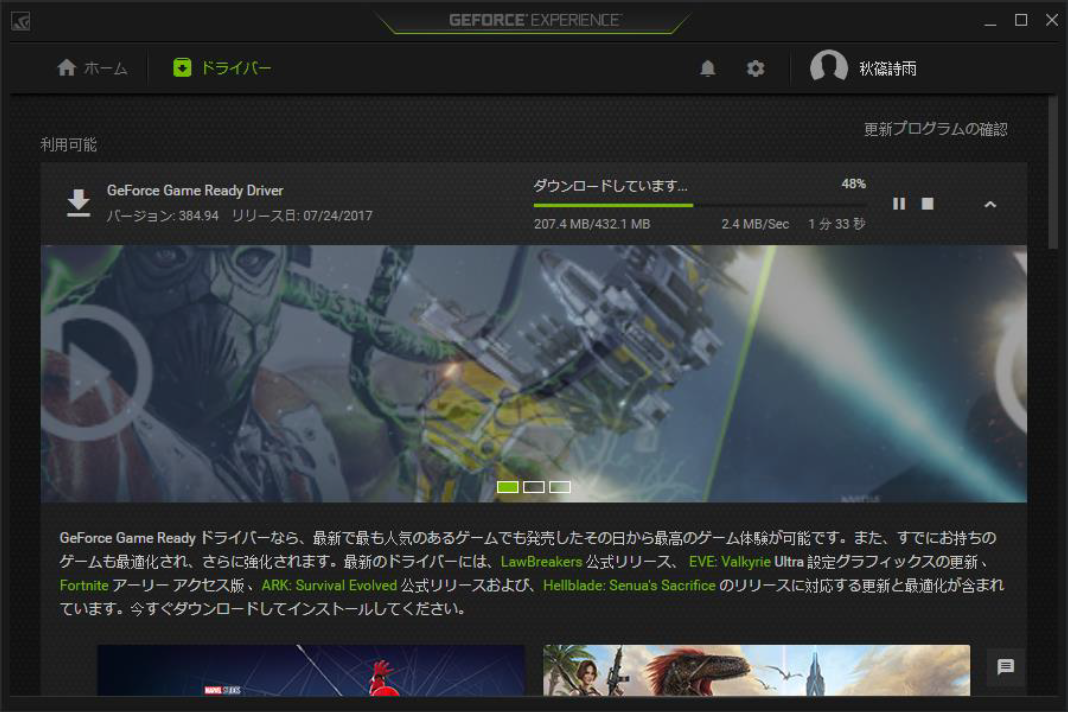 GEFORCE® EXPERIENCE™
ホーム
ドライバー
秋篠詩雨
更新プログラムの確認
利用可能
GeForce Game Ready Driver
バージョン: 384.94 リリース日: 07/24/2017
ダウンロードしています... 48%
207.4 MB/432.1 MB 2.4 MB/Sec 1 分 33 秒
GeForce Game Ready ドライバーなら、最新で最も人気のあるゲームでも発売したその日から最高のゲーム体験が可能です。また、すでにお持ちの
ゲームも最適化され、さらに強化されます。最新のドライバーには、LawBreakers 公式リリース、 EVE: Valkyrie Ultra 設定グラフィックスの更新、
Fortnite アーリー アクセス版、ARK: Survival Evolved 公式リリースおよび、Hellblade: Senua's Sacrifice のリリースに対応する更新と最適化が含まれ
ています。今すぐダウンロードしてインストールしてください。
MARVEL STUDIOS